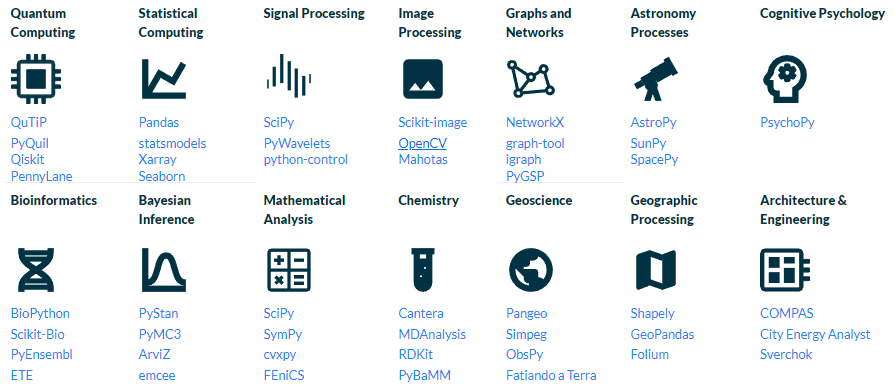 Quantum Computing
Statistical Computing
Signal Processing
Image Processing
Graphs and Networks
Astronomy Processes
Cognitive Psychology
QuTiP
PyQuil
Qiskit
PennyLane
Pandas
statsmodels
Xarray
Seaborn
SciPy
PyWavelets
python-control
Scikit-image
OpenCV
Mahotas
NetworkX
graph-tool
igraph
PyGSP
AstroPy
SunPy
SpacePy
PsychoPy
Bioinformatics
Bayesian Inference
Mathematical Analysis
Chemistry
Geoscience
Geographic Processing
Architecture & Engineering
BioPython
Scikit-Bio
PyEnsembl
ETE
PyStan
PyMC3
ArviZ
emcee
SciPy
SymPy
cvxpy
FEniCS
Cantera
MDAnalysis
RDKit
PyBaMM
Pangeo
Simpeg
ObsPy
Fatiando a Terra
Shapely
GeoPandas
Folium
COMPAS
City Energy Analyst
Sverchok